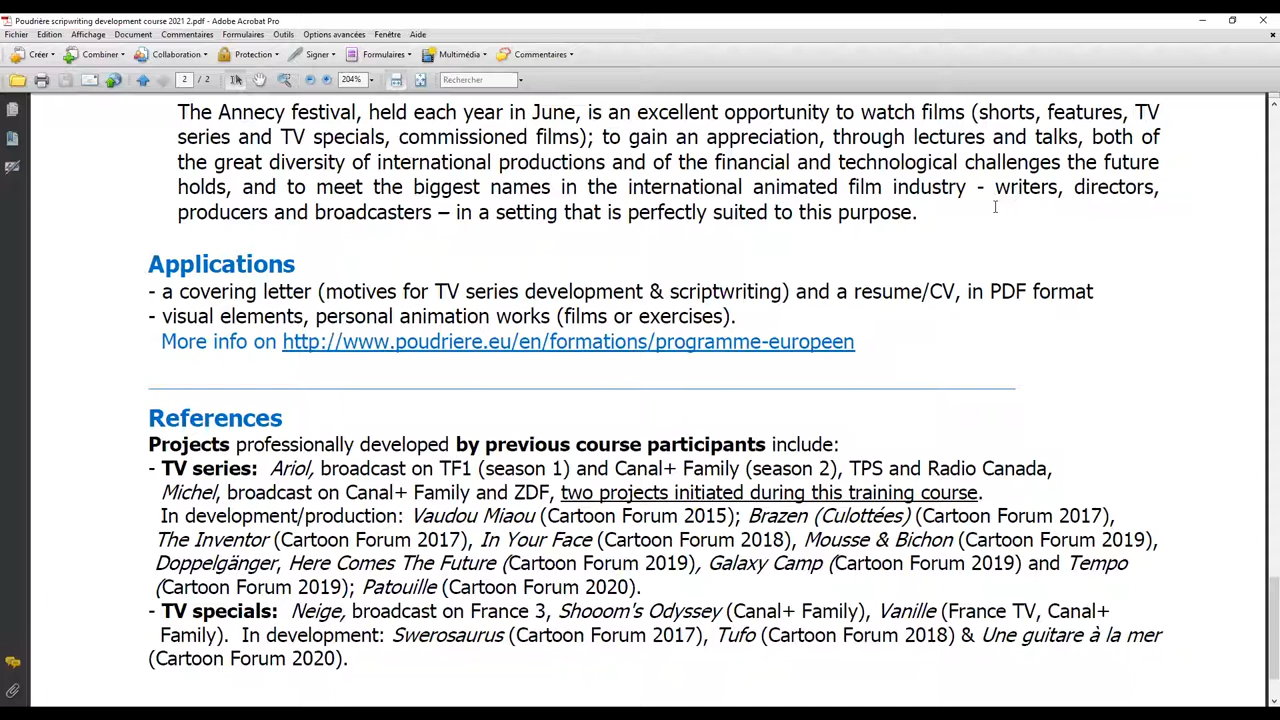 Poudrière scripwriting development course 2021 2.pdf - Adobe Acrobat Pro
Fichier Edition Affichage Document Commentaires Formulaires Outils Options avancées Fenêtre Aide
Créer Combiner Collaboration Protection Signer Formulaires Multimédia Commentaires
2 / 2 204% Rechercher
The Annecy festival, held each year in June, is an excellent opportunity to watch films (shorts, features, TV
series and TV specials, commissioned films); to gain an appreciation, through lectures and talks, both of
the great diversity of international productions and of the financial and technological challenges the future
holds, and to meet the biggest names in the international animated film industry - writers, directors,
producers and broadcasters – in a setting that is perfectly suited to this purpose.
Applications
- a covering letter (motives for TV series development & scriptwriting) and a resume/CV, in PDF format
- visual elements, personal animation works (films or exercises).
More info on http://www.poudriere.eu/en/formations/programme-europeen
References
Projects professionally developed by previous course participants include:
- TV series: Ariol, broadcast on TF1 (season 1) and Canal+ Family (season 2), TPS and Radio Canada,
Michel, broadcast on Canal+ Family and ZDF, two projects initiated during this training course.
In development/production: Vaudou Miaou (Cartoon Forum 2015); Brazen (Culottées) (Cartoon Forum 2017),
The Inventor (Cartoon Forum 2017), In Your Face (Cartoon Forum 2018), Mousse & Bichon (Cartoon Forum 2019),
Doppelgänger, Here Comes The Future (Cartoon Forum 2019), Galaxy Camp (Cartoon Forum 2019) and Tempo
(Cartoon Forum 2019); Patouille (Cartoon Forum 2020).
- TV specials: Neige, broadcast on France 3, Shooom's Odyssey (Canal+ Family), Vanille (France TV, Canal+
Family). In development: Swerosaurus (Cartoon Forum 2017), Tufo (Cartoon Forum 2018) & Une guitare à la mer
(Cartoon Forum 2020).